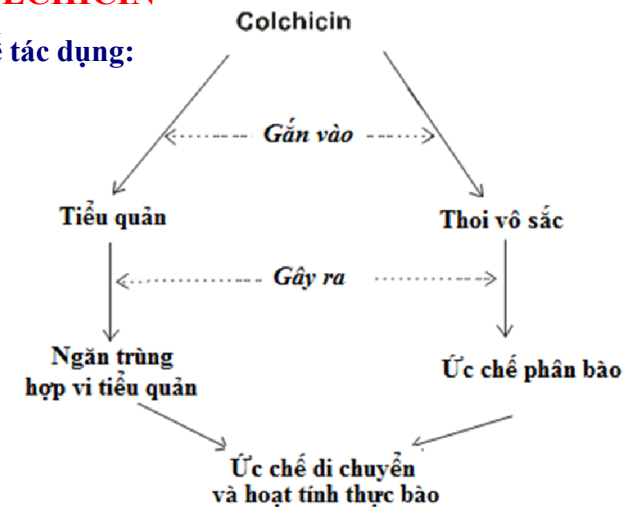 LCHICIN
ế tác dụng:
Colchicin
Gắn vào
Tiểu quản
Thoi vô sắc
Gây ra
Ngăn trùng
hợp vi tiểu quản
Ức chế phân bào
Ức chế di chuyển
và hoạt tính thực bào